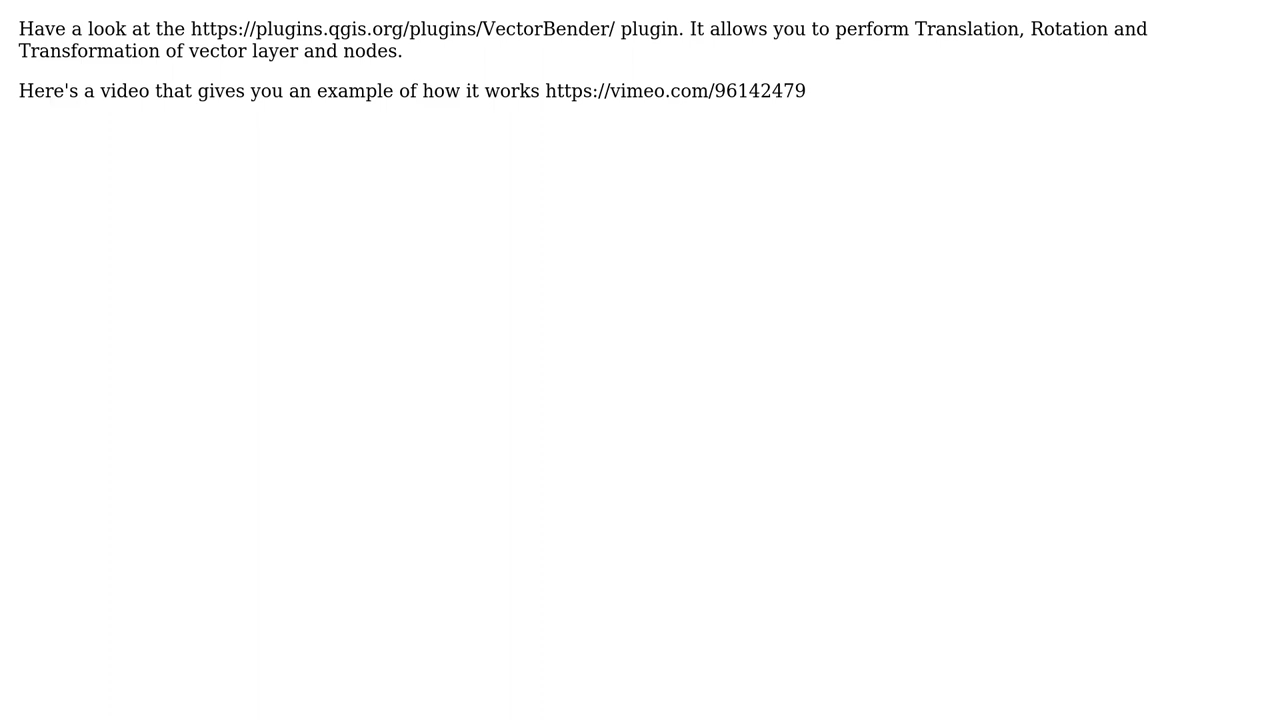 Have a look at the https://plugins.qgis.org/plugins/VectorBender/ plugin. It allows you to perform Translation, Rotation and
Transformation of vector layer and nodes.
Here's a video that gives you an example of how it works https://vimeo.com/96142479